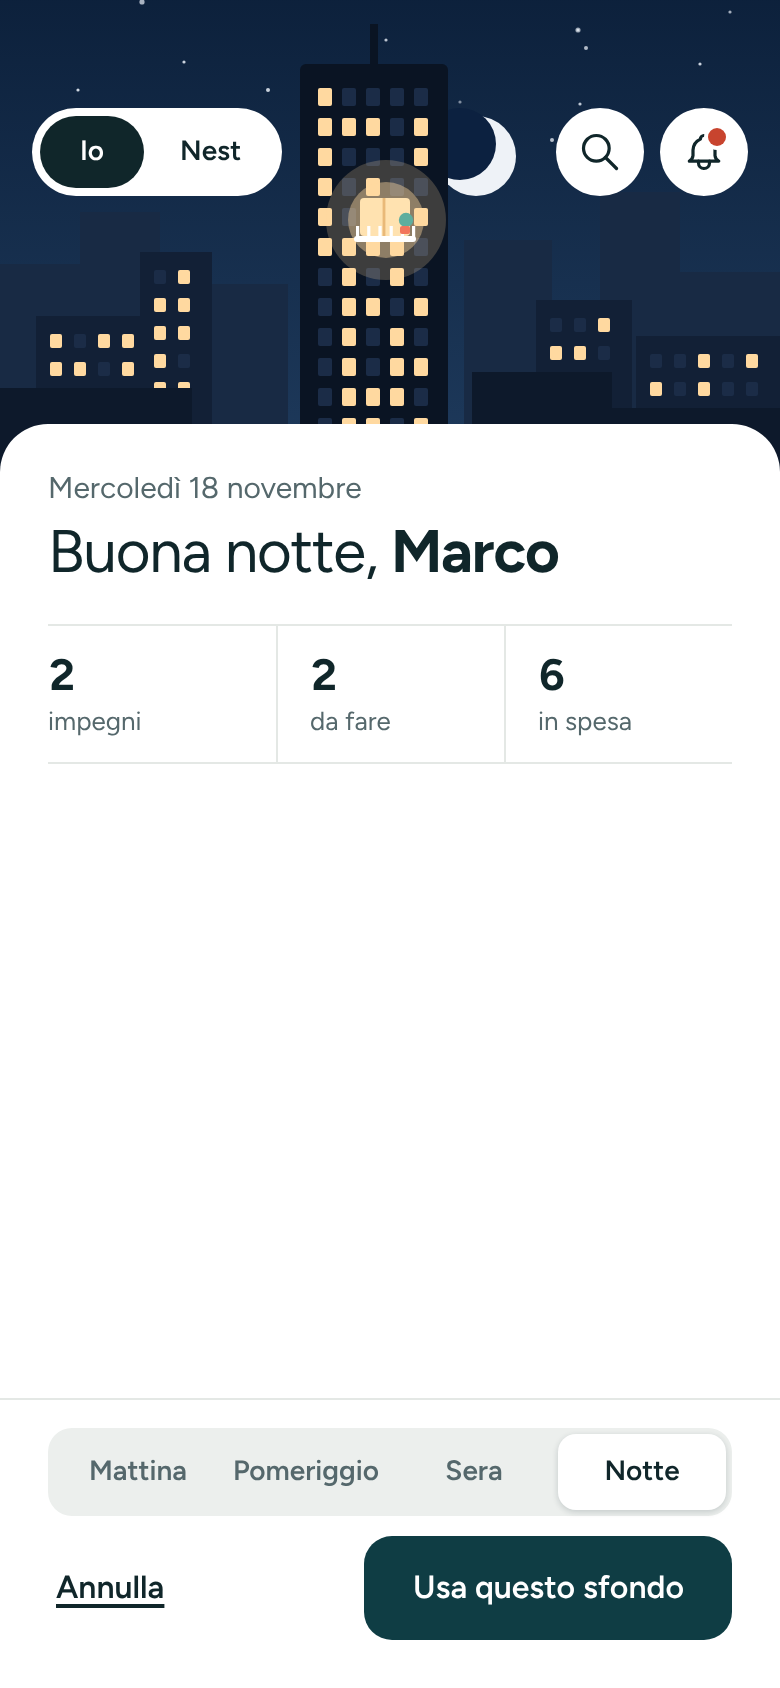 Io Nest
Mercoledì 18 novembre
Buona notte, Marco
2 2 6
impegni da fare in spesa
Mattina Pomeriggio Sera Notte
Annulla Usa questo sfondo